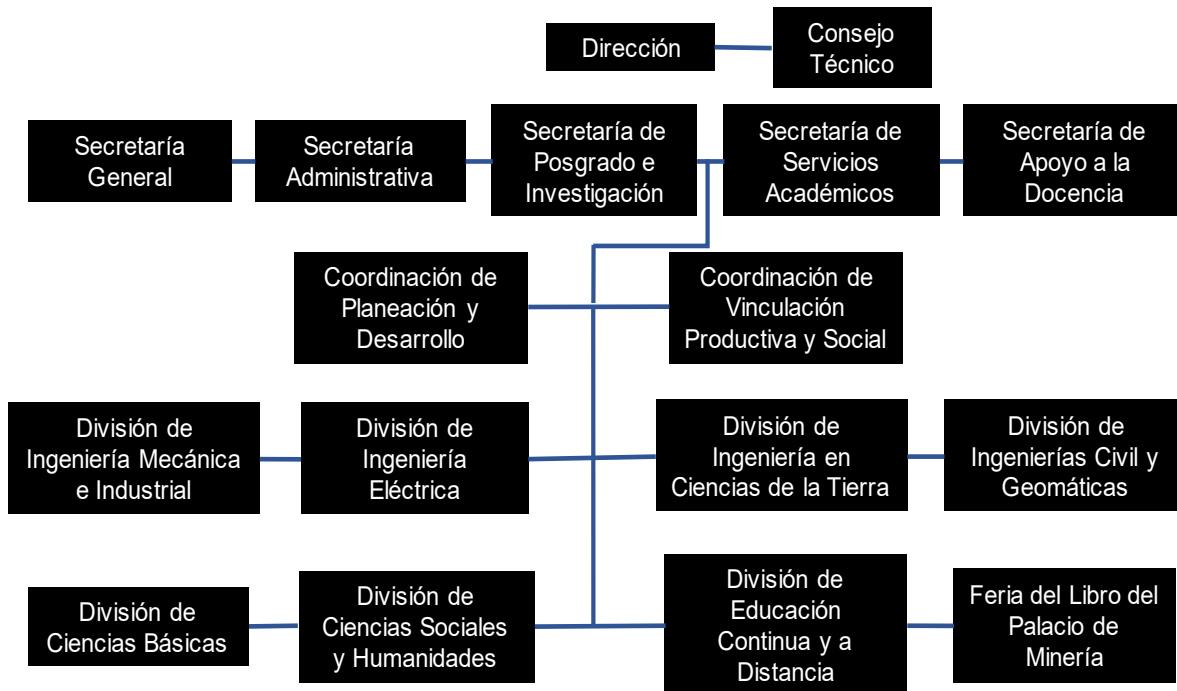 Dirección
Consejo
Técnico
Secretaría
General
Secretaría
Administrativa
Secretaría de
Posgrado e
Investigación
Secretaría de
Servicios
Académicos
Secretaría de
Apoyo a la
Docencia
Coordinación de
Planeación y
Desarrollo
Coordinación de
Vinculación
Productiva y Social
División de
Ingeniería Mecánica
e Industrial
División de
Ingeniería
Eléctrica
División de
Ingeniería en
Ciencias de la Tierra
División de
Ingenierías Civil y
Geomáticas
División de
Ciencias Básicas
División de
Ciencias Sociales
y Humanidades
División de
Educación
Continua y a
Distancia
Feria del Libro del
Palacio de
Minería